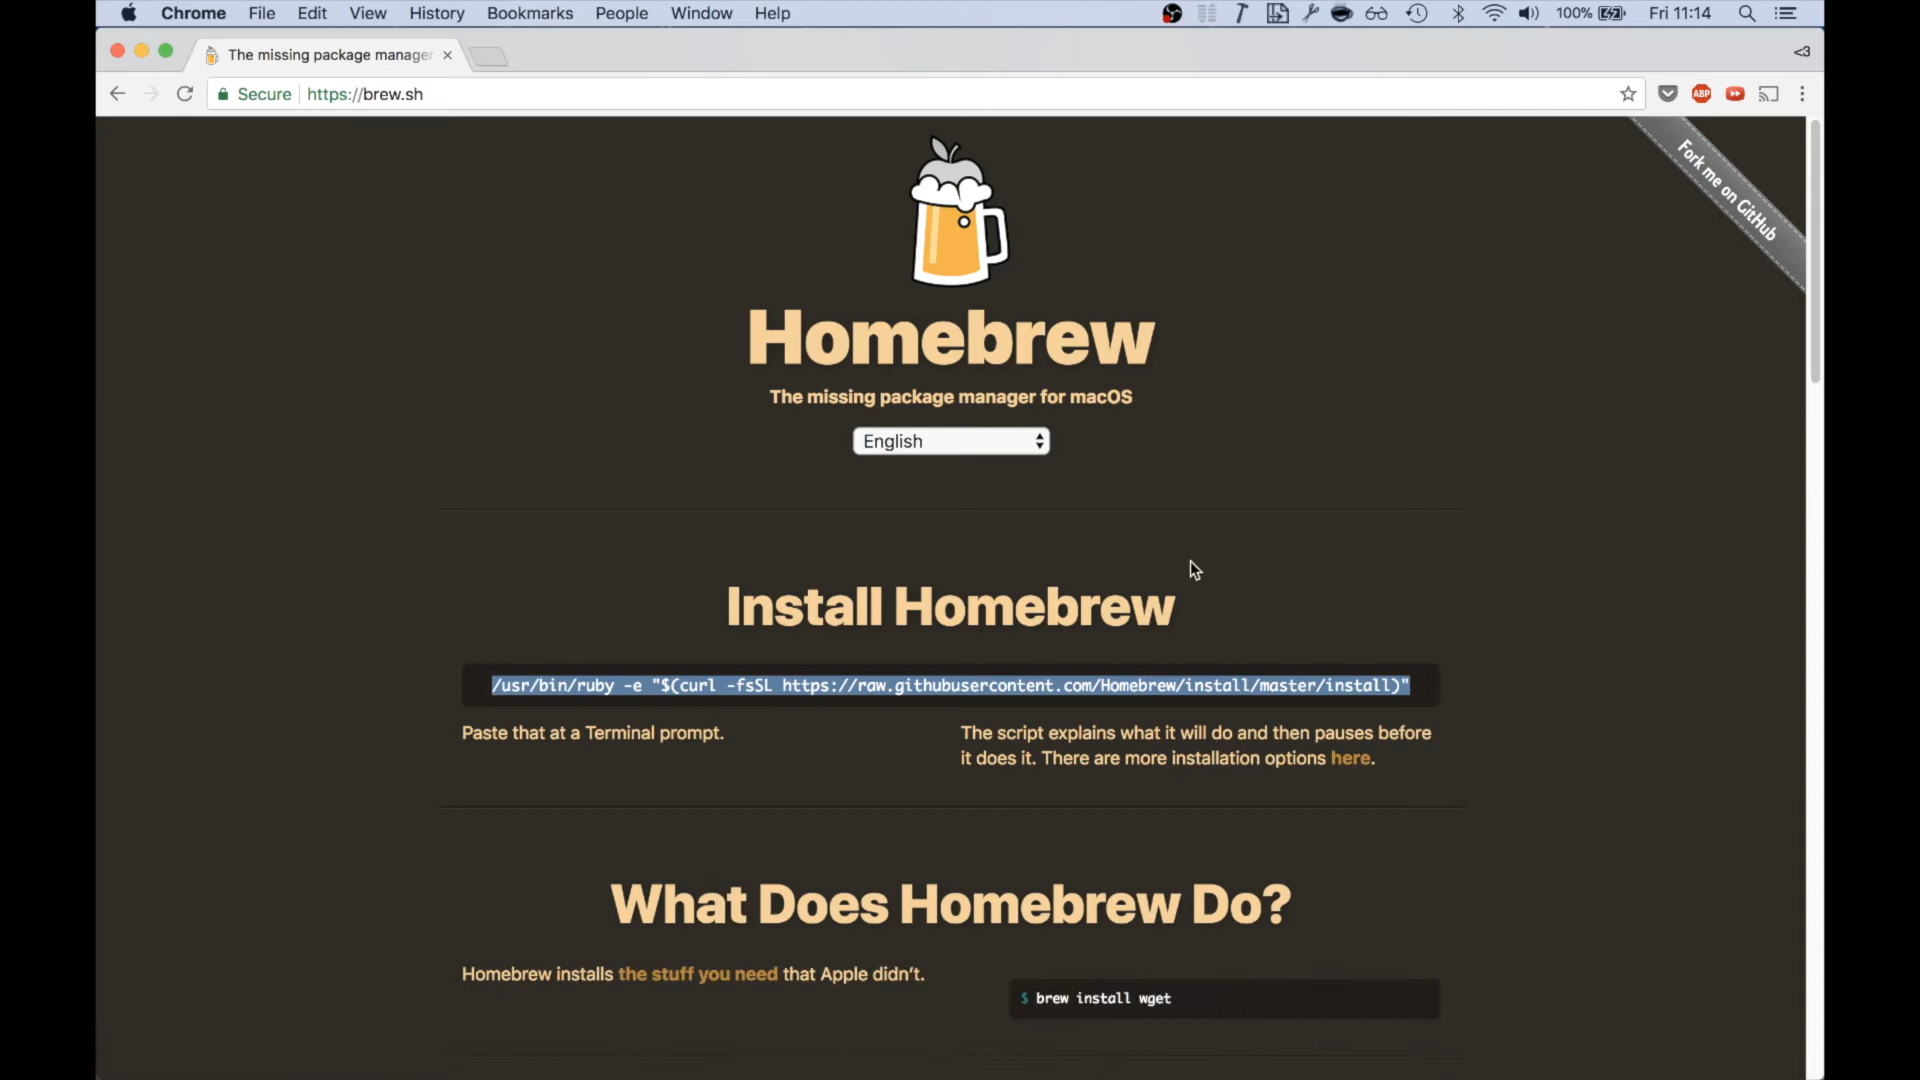 Chrome File Edit View History Bookmarks People Window Help 100% Fri 11:14
The missing package manager <3
Secure https://brew.sh ABP
Fork me on GitHub
Homebrew
The missing package manager for macOS
English
Install Homebrew
/usr/bin/ruby -e "$(curl -fsSL https://raw.githubusercontent.com/Homebrew/install/master/install)"
Paste that at a Terminal prompt.
The script explains what it will do and then pauses before
it does it. There are more installation options here.
What Does Homebrew Do?
Homebrew installs the stuff you need that Apple didn’t.
$ brew install wget